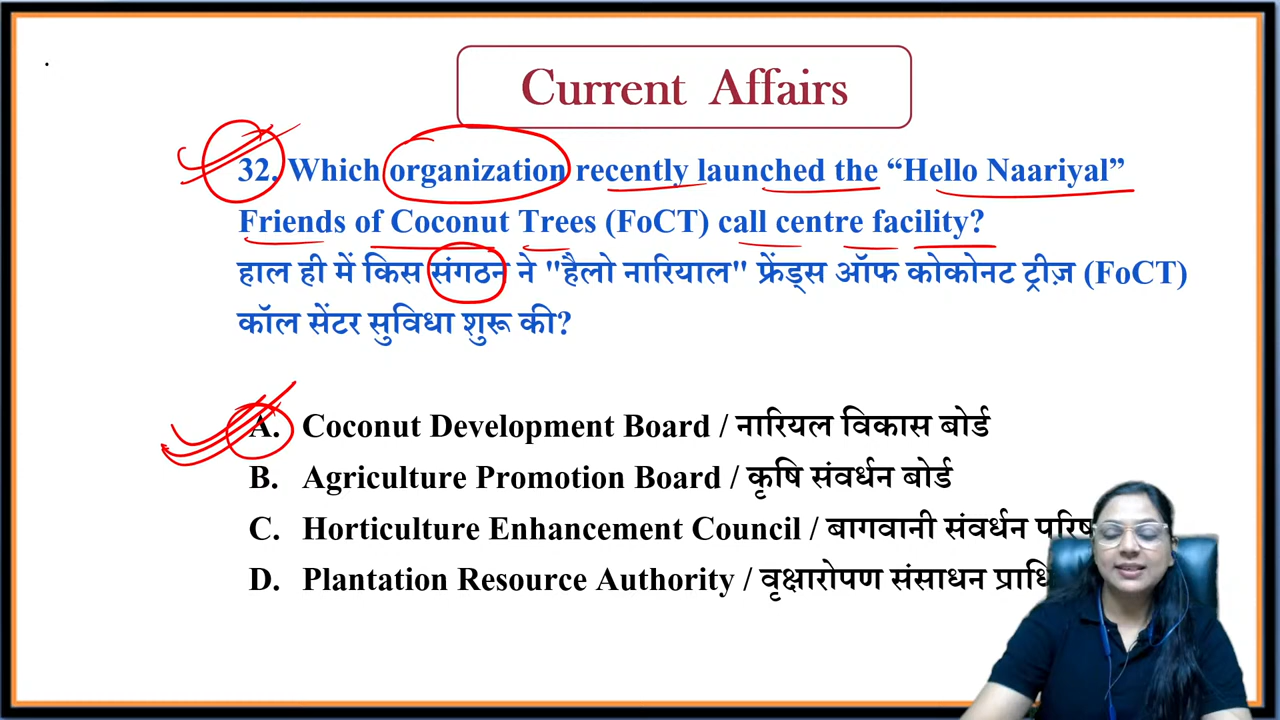 Current Affairs
32. Which organization recently launched the “Hello Naariyal”
Friends of Coconut Trees (FoCT) call centre facility?
हाल ही में किस संगठन ने "हैलो नारियाल" फ्रेंड्स ऑफ कोकोनट ट्रीज़ (FoCT)
कॉल सेंटर सुविधा शुरू की?
A. Coconut Development Board / नारियल विकास बोर्ड
B. Agriculture Promotion Board / कृषि संवर्धन बोर्ड
C. Horticulture Enhancement Council / बागवानी संवर्धन
D. Plantation Resource Authority / वृक्षारोपण संसाधन